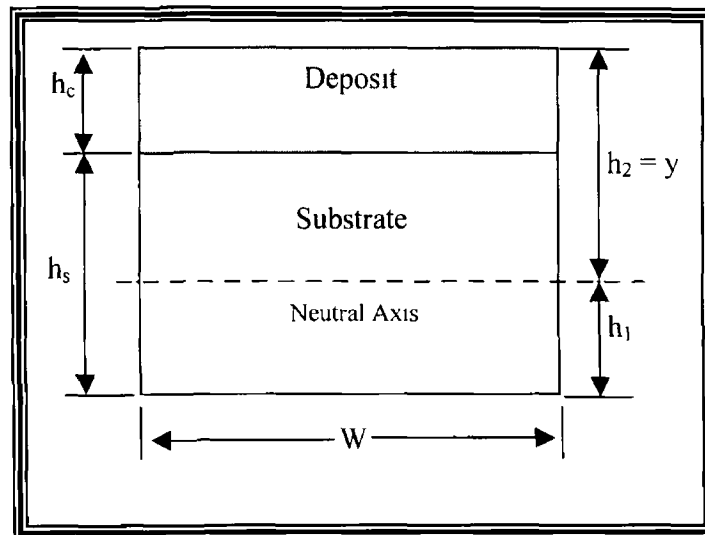 Deposit
h_c
h_2 = y
Substrate
h_s
Neutral Axis
h_1
W